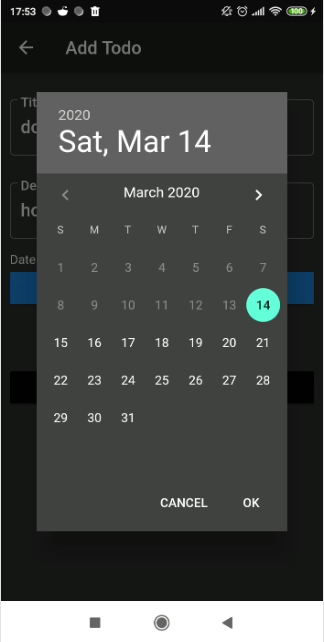 17:53
100
Add Todo
Tit
do
De
ho
Date
2020
Sat, Mar 14
March 2020
S M T W T F S
1 2 3 4 5 6 7
8 9 10 11 12 13 14
15 16 17 18 19 20 21
22 23 24 25 26 27 28
29 30 31
CANCEL OK